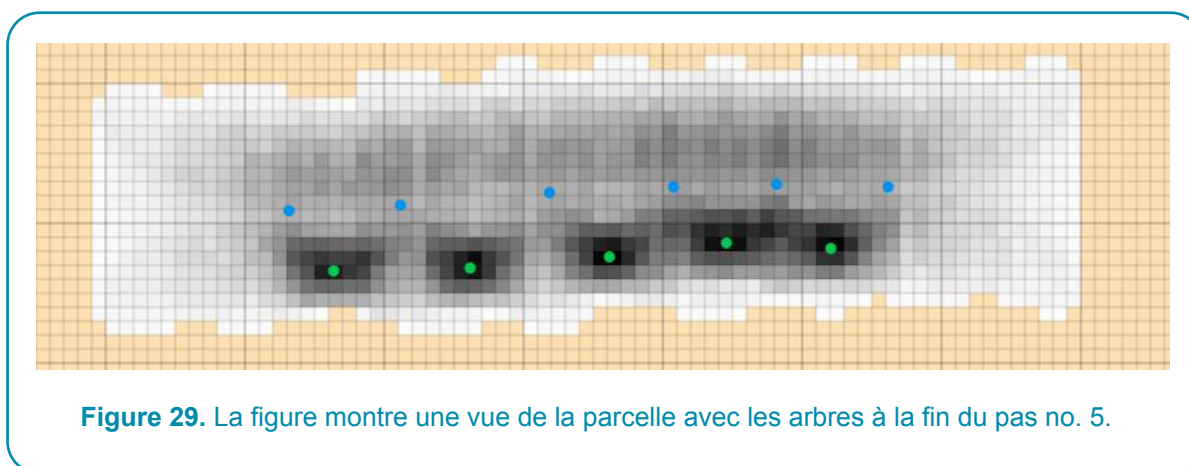 Figure 29. La figure montre une vue de la parcelle avec les arbres à la fin du pas no. 5.